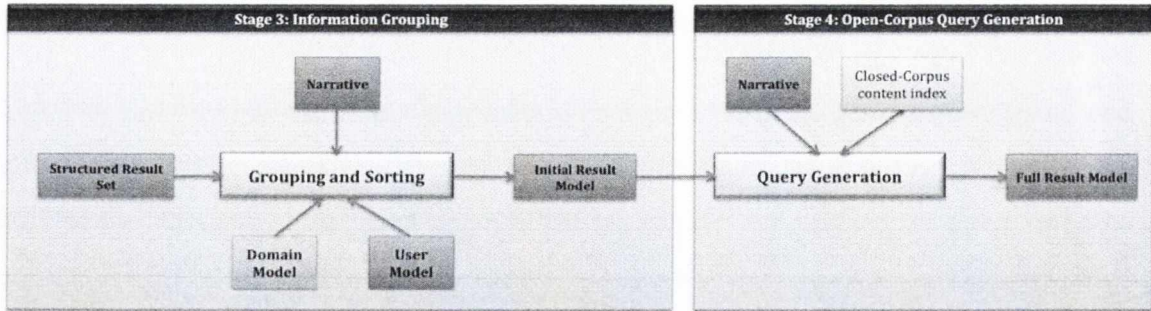 Stage 3: Information Grouping
Narrative
Structured Result
Set
Grouping and Sorting
Initial Result
Model
Domain
Model
User
Model
Stage 4: Open-Corpus Query Generation
Narrative
Closed-Corpus
content index
Query Generation
Full Result Model